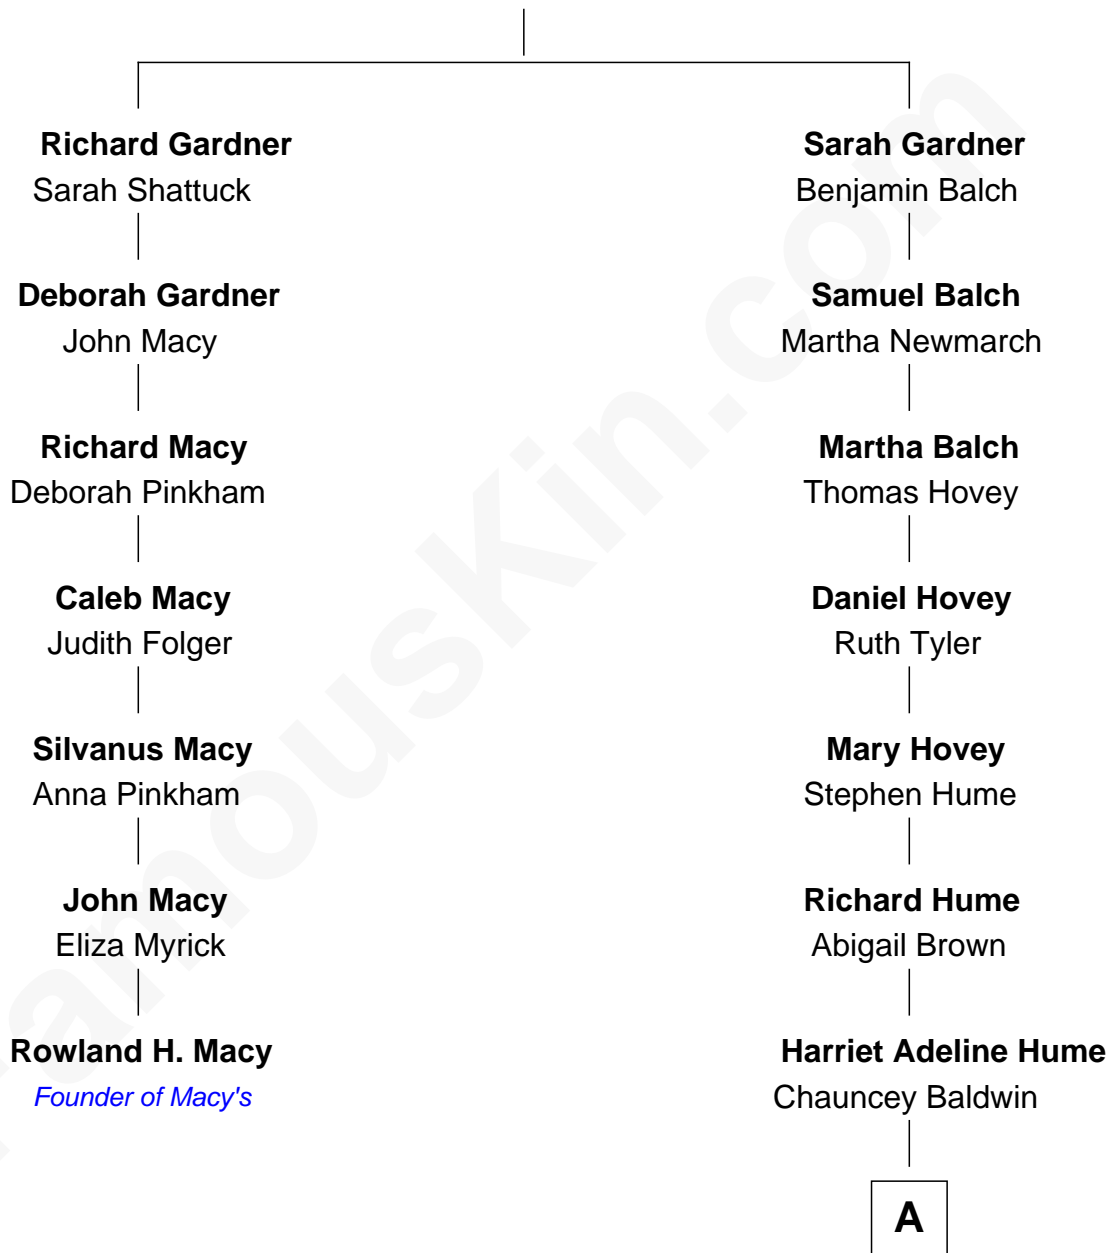 Richard Gardner
Sarah Shattuck
Deborah Gardner
John Macy
Richard Macy
Deborah Pinkham
Caleb Macy
Judith Folger
Silvanus Macy
Anna Pinkham
John Macy
Eliza Myrick
Rowland H. Macy
Founder of Macy's
Sarah Gardner
Benjamin Balch
Samuel Balch
Martha Newmarch
Martha Balch
Thomas Hovey
Daniel Hovey
Ruth Tyler
Mary Hovey
Stephen Hume
Richard Hume
Abigail Brown
Harriet Adeline Hume
Chauncey Baldwin
A
FamousKin.com